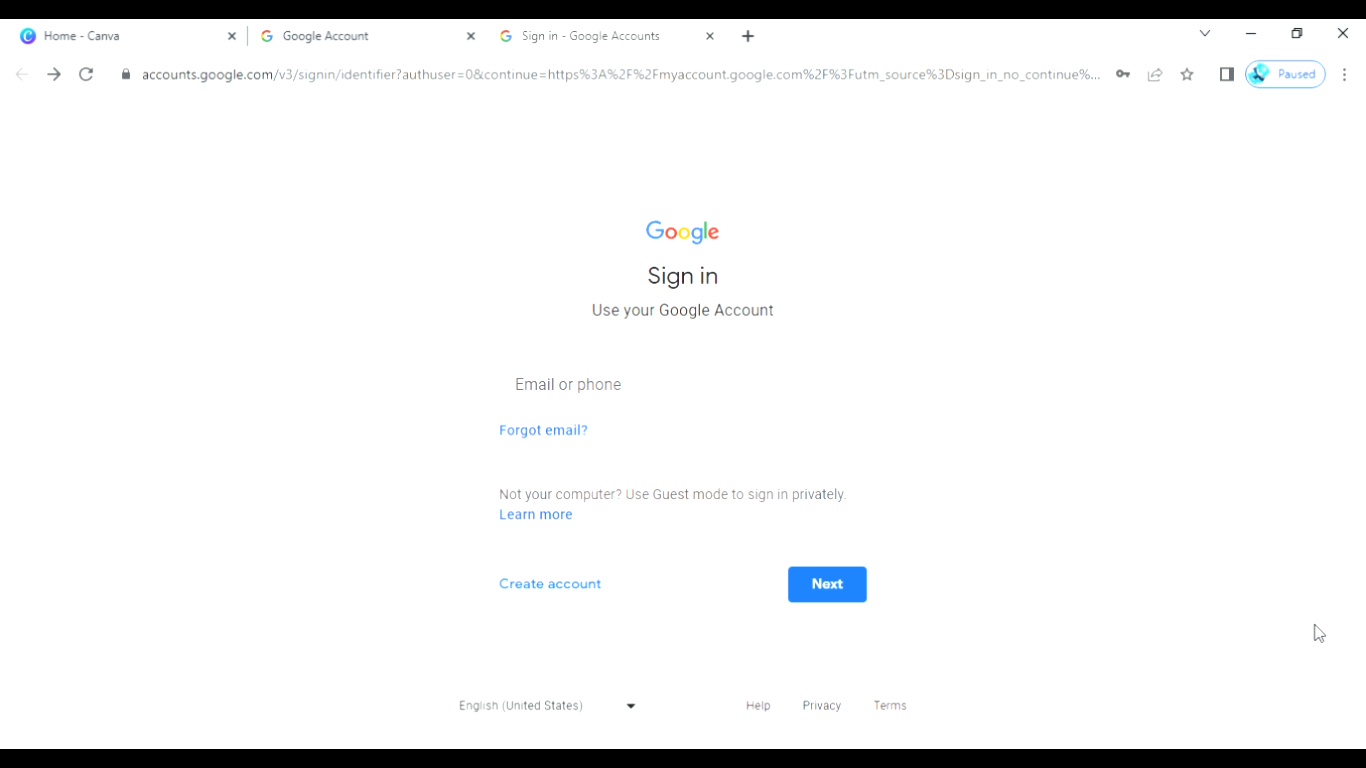 Home - Canva
Google Account
Sign in - Google Accounts
accounts.google.com/v3/signin/identifier?authuser=0&continue=https%3A%2F%2Fmyaccount.google.com%2F%3Futm_source%3Dsign_in_no_continue%...
Paused
Google
Sign in
Use your Google Account
Email or phone
Forgot email?
Not your computer? Use Guest mode to sign in privately.
Learn more
Create account
Next
English (United States)
Help
Privacy
Terms